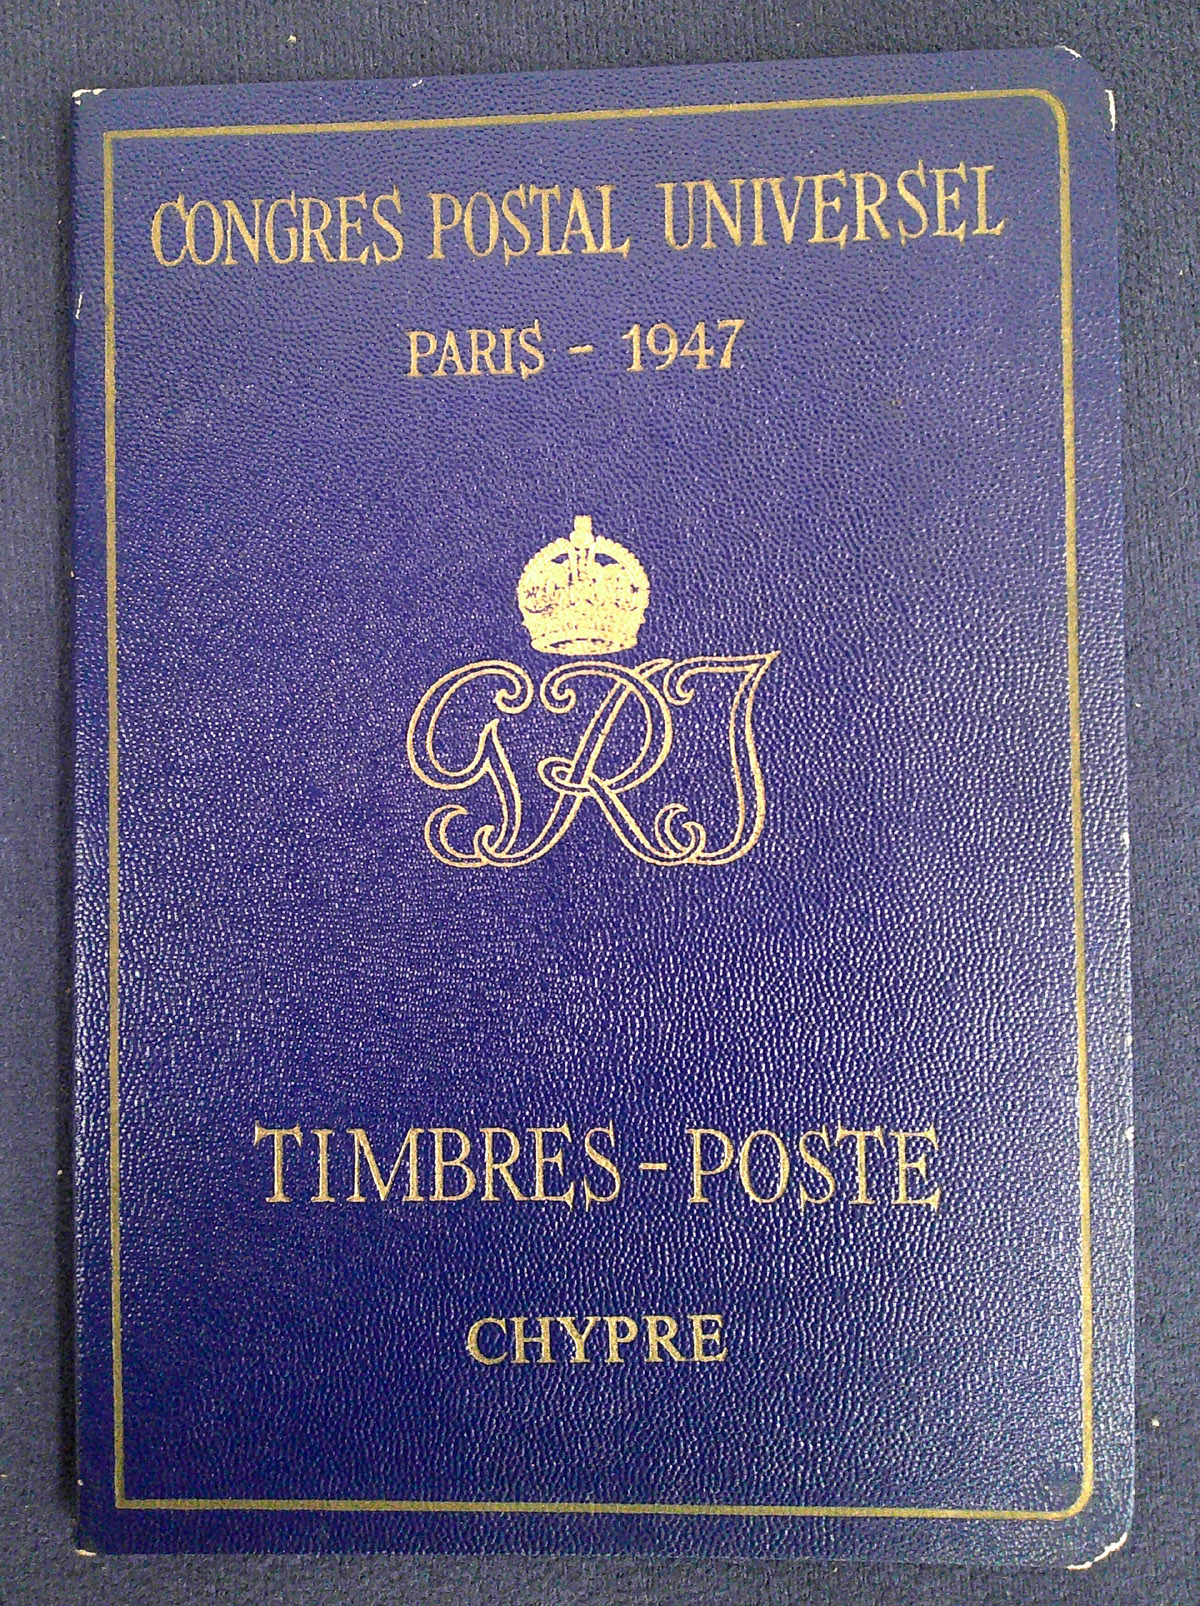 CONGRES POSTAL UNIVERSEL
PARIS - 1947
GRI
TIMBRES-POSTE
CHYPRE